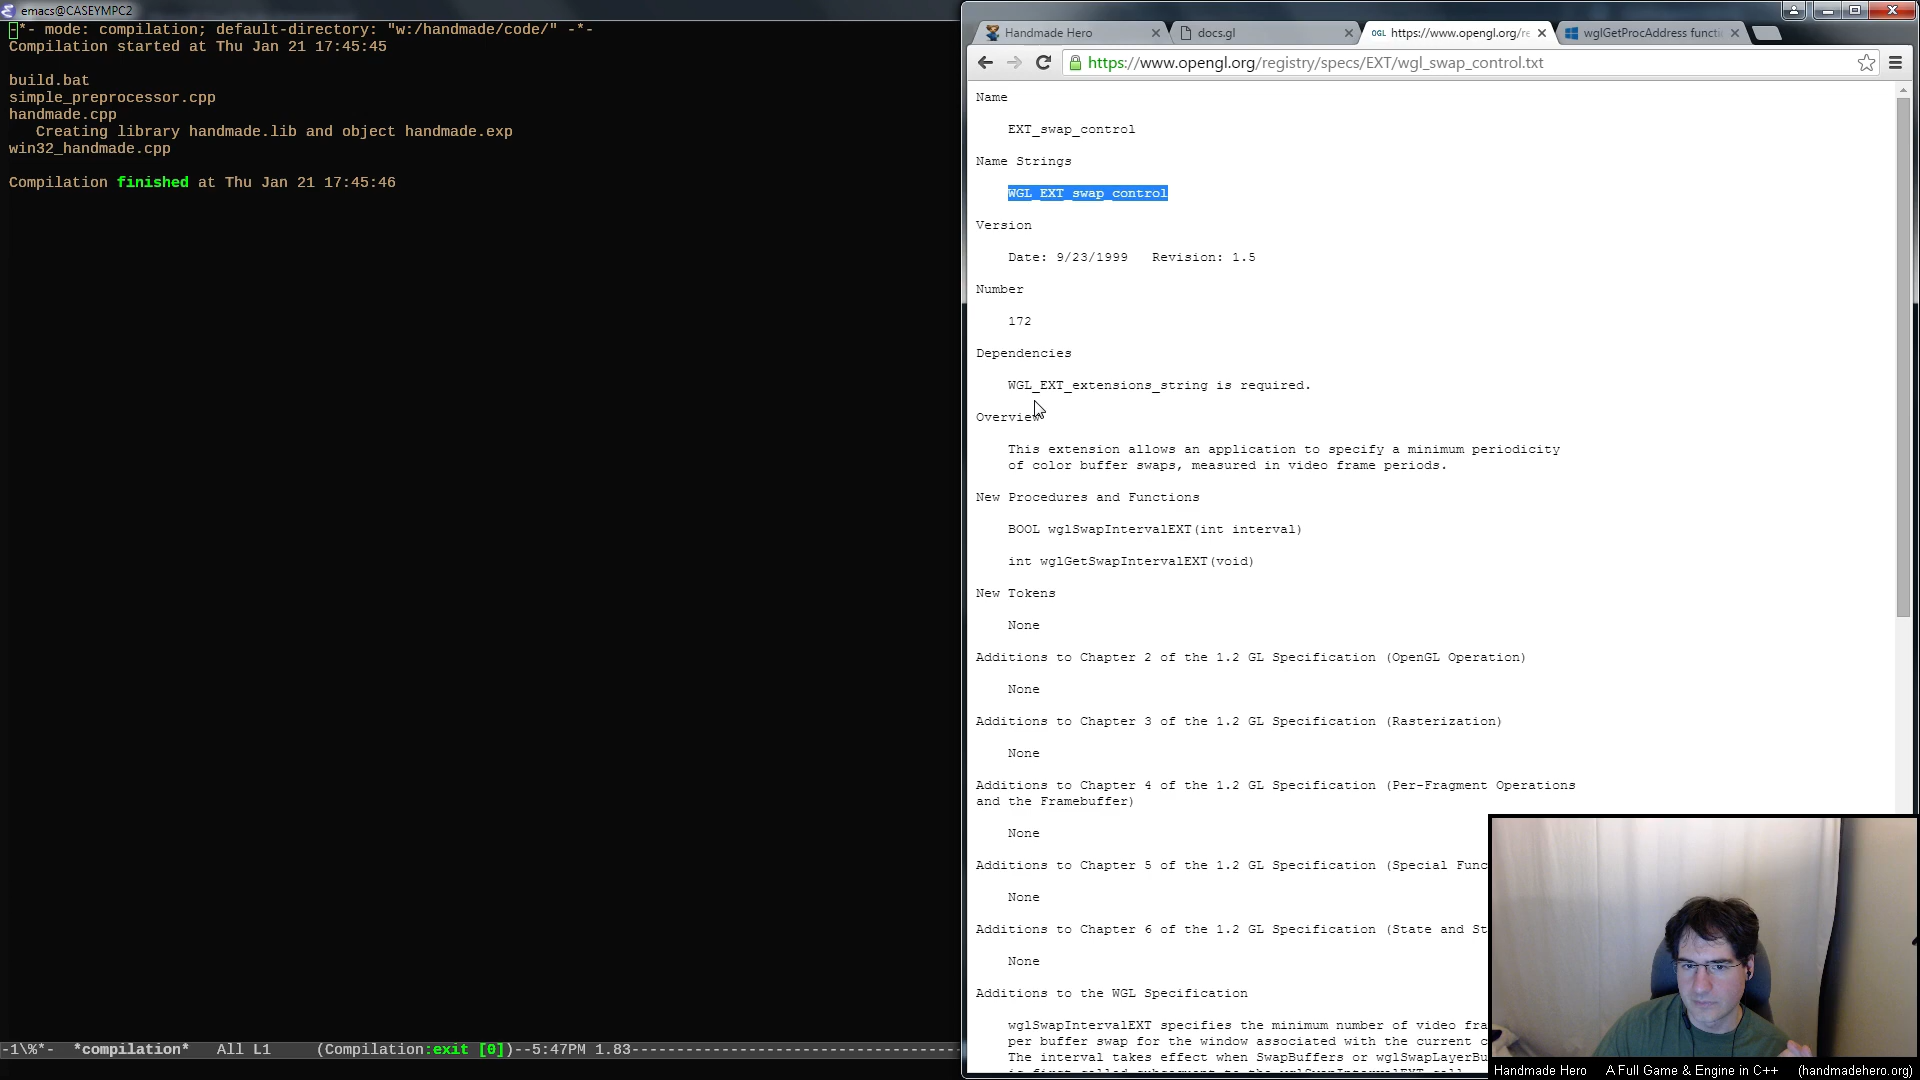 emacs@CASEYMPC2
-*- mode: compilation; default-directory: "w:/handmade/code/" -*-
Compilation started at Thu Jan 21 17:45:45
build.bat
simple_preprocessor.cpp
handmade.cpp
Creating library handmade.lib and object handmade.exp
win32_handmade.cpp
Compilation finished at Thu Jan 21 17:45:46
-1\%*-  *compilation*   All L1     (Compilation:exit [0])--5:47PM 1.83-------------------------------------
Handmade Hero
docs.gl
https://www.opengl.org/re
wglGetProcAddress functi
https://www.opengl.org/registry/specs/EXT/wgl_swap_control.txt
Name
EXT_swap_control
Name Strings
WGL_EXT_swap_control
Version
Date: 9/23/1999   Revision: 1.5
Number
172
Dependencies
WGL_EXT_extensions_string is required.
Overview
This extension allows an application to specify a minimum periodicity
of color buffer swaps, measured in video frame periods.
New Procedures and Functions
BOOL wglSwapIntervalEXT(int interval)
int wglGetSwapIntervalEXT(void)
New Tokens
None
Additions to Chapter 2 of the 1.2 GL Specification (OpenGL Operation)
None
Additions to Chapter 3 of the 1.2 GL Specification (Rasterization)
None
Additions to Chapter 4 of the 1.2 GL Specification (Per-Fragment Operations
and the Framebuffer)
None
Additions to Chapter 5 of the 1.2 GL Specification (Special Func
None
Additions to Chapter 6 of the 1.2 GL Specification (State and St
None
Additions to the WGL Specification
wglSwapIntervalEXT specifies the minimum number of video fra
per buffer swap for the window associated with the current c
The interval takes effect when SwapBuffers or wglSwapLayerBu
is first called subsequent to the wglSwapIntervalEXT call.
Handmade Hero   A Full Game & Engine in C++   (handmadehero.org)